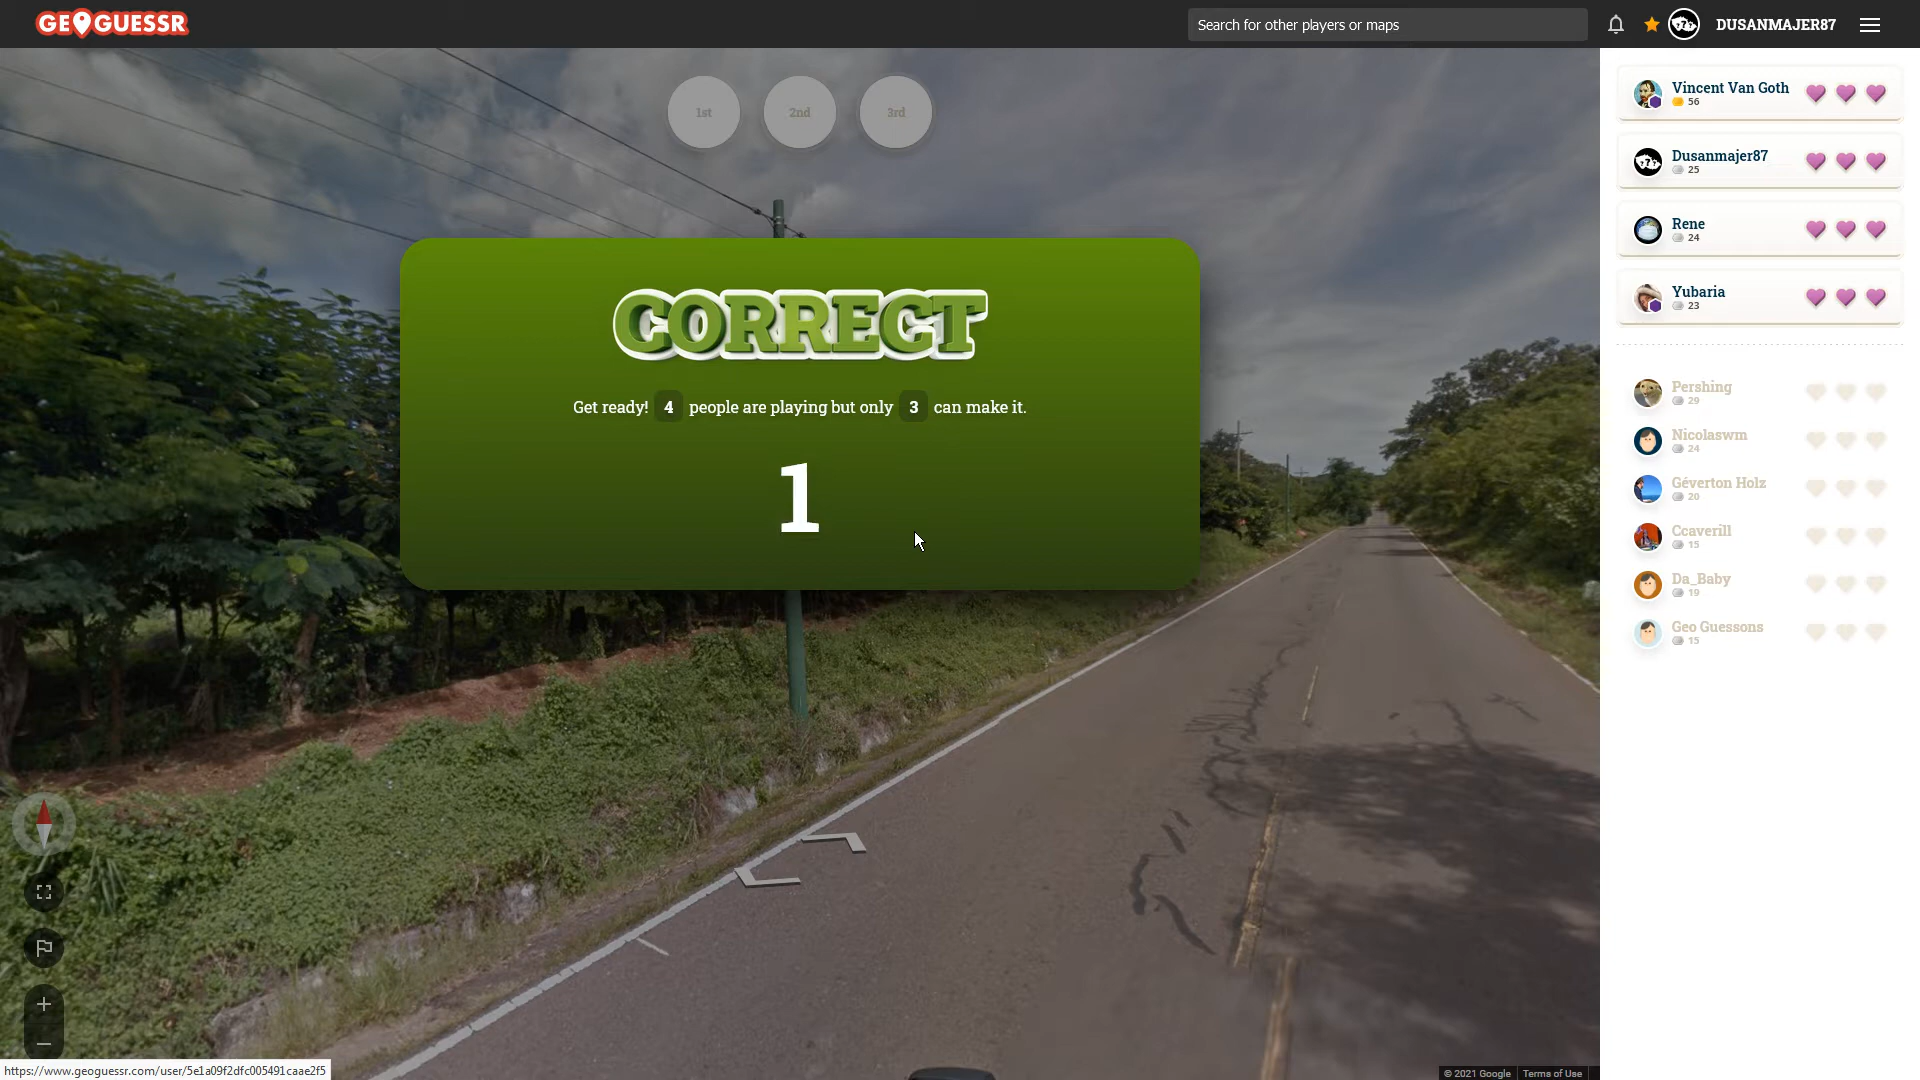 GEOGUESSR
Search for other players or maps
DUSANMAJER87
1st
2nd
3rd
CORRECT
Get ready! 4 people are playing but only 3 can make it.
1
Vincent Van Goth
56
Dusanmajer87
25
Rene
24
Yubaria
23
Pershing
29
Nicolaswm
24
Géverton Holz
20
Ccaverill
15
Da_Baby
19
Geo Guessons
15
https://www.geoguessr.com/user/5e1a09f2dfc005491caae2f5
© 2021 Google
Terms of Use